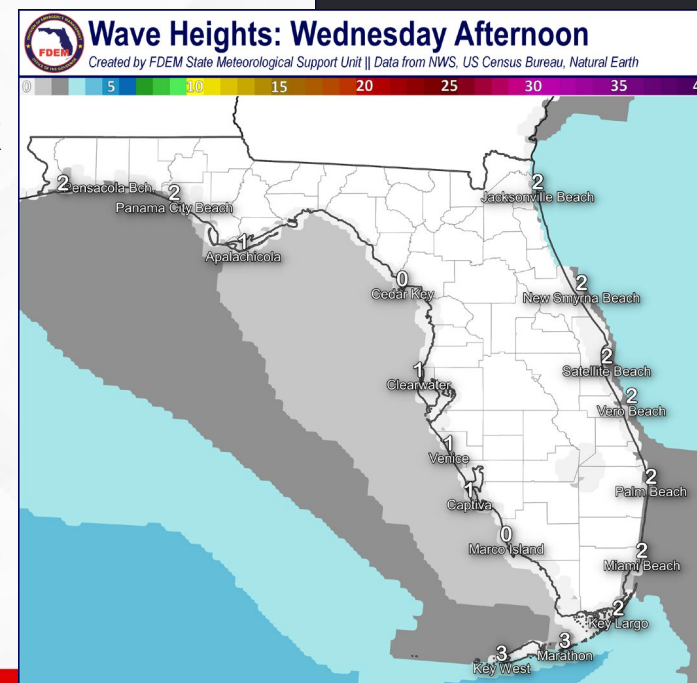 Wave Heights: Wednesday Afternoon
FDEM
Created by FDEM State Meteorological Support Unit || Data from NWS, US Census Bureau, Natural Earth
0 5 10 15 20 25 30 35 4
2
ensacola Bch.
2
Panama City Beach
1
Apalachicola
0
Cedar Key
1
Clearwater
1
Venice
1
Captiva
0
Marco Island
3
Key West
3
Marathon
2
Key Largo
2
Miami Beach
2
Palm Beach
2
Vero Beach
2
Satellite Beach
2
New Smyrna Beach
2
Jacksonville Beach